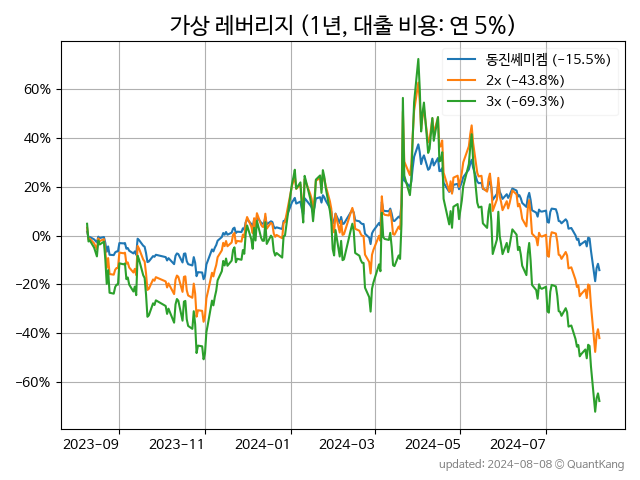 가상 레버리지 (1년, 대출 비용: 연 5%)
동진쎄미켐 (−15.5%)
2x (−43.8%)
3x (−69.3%)
60%
40%
20%
0%
−20%
−40%
−60%
2023-09 2023-11 2024-01 2024-03 2024-05 2024-07
updated: 2024-08-08 © QuantKang